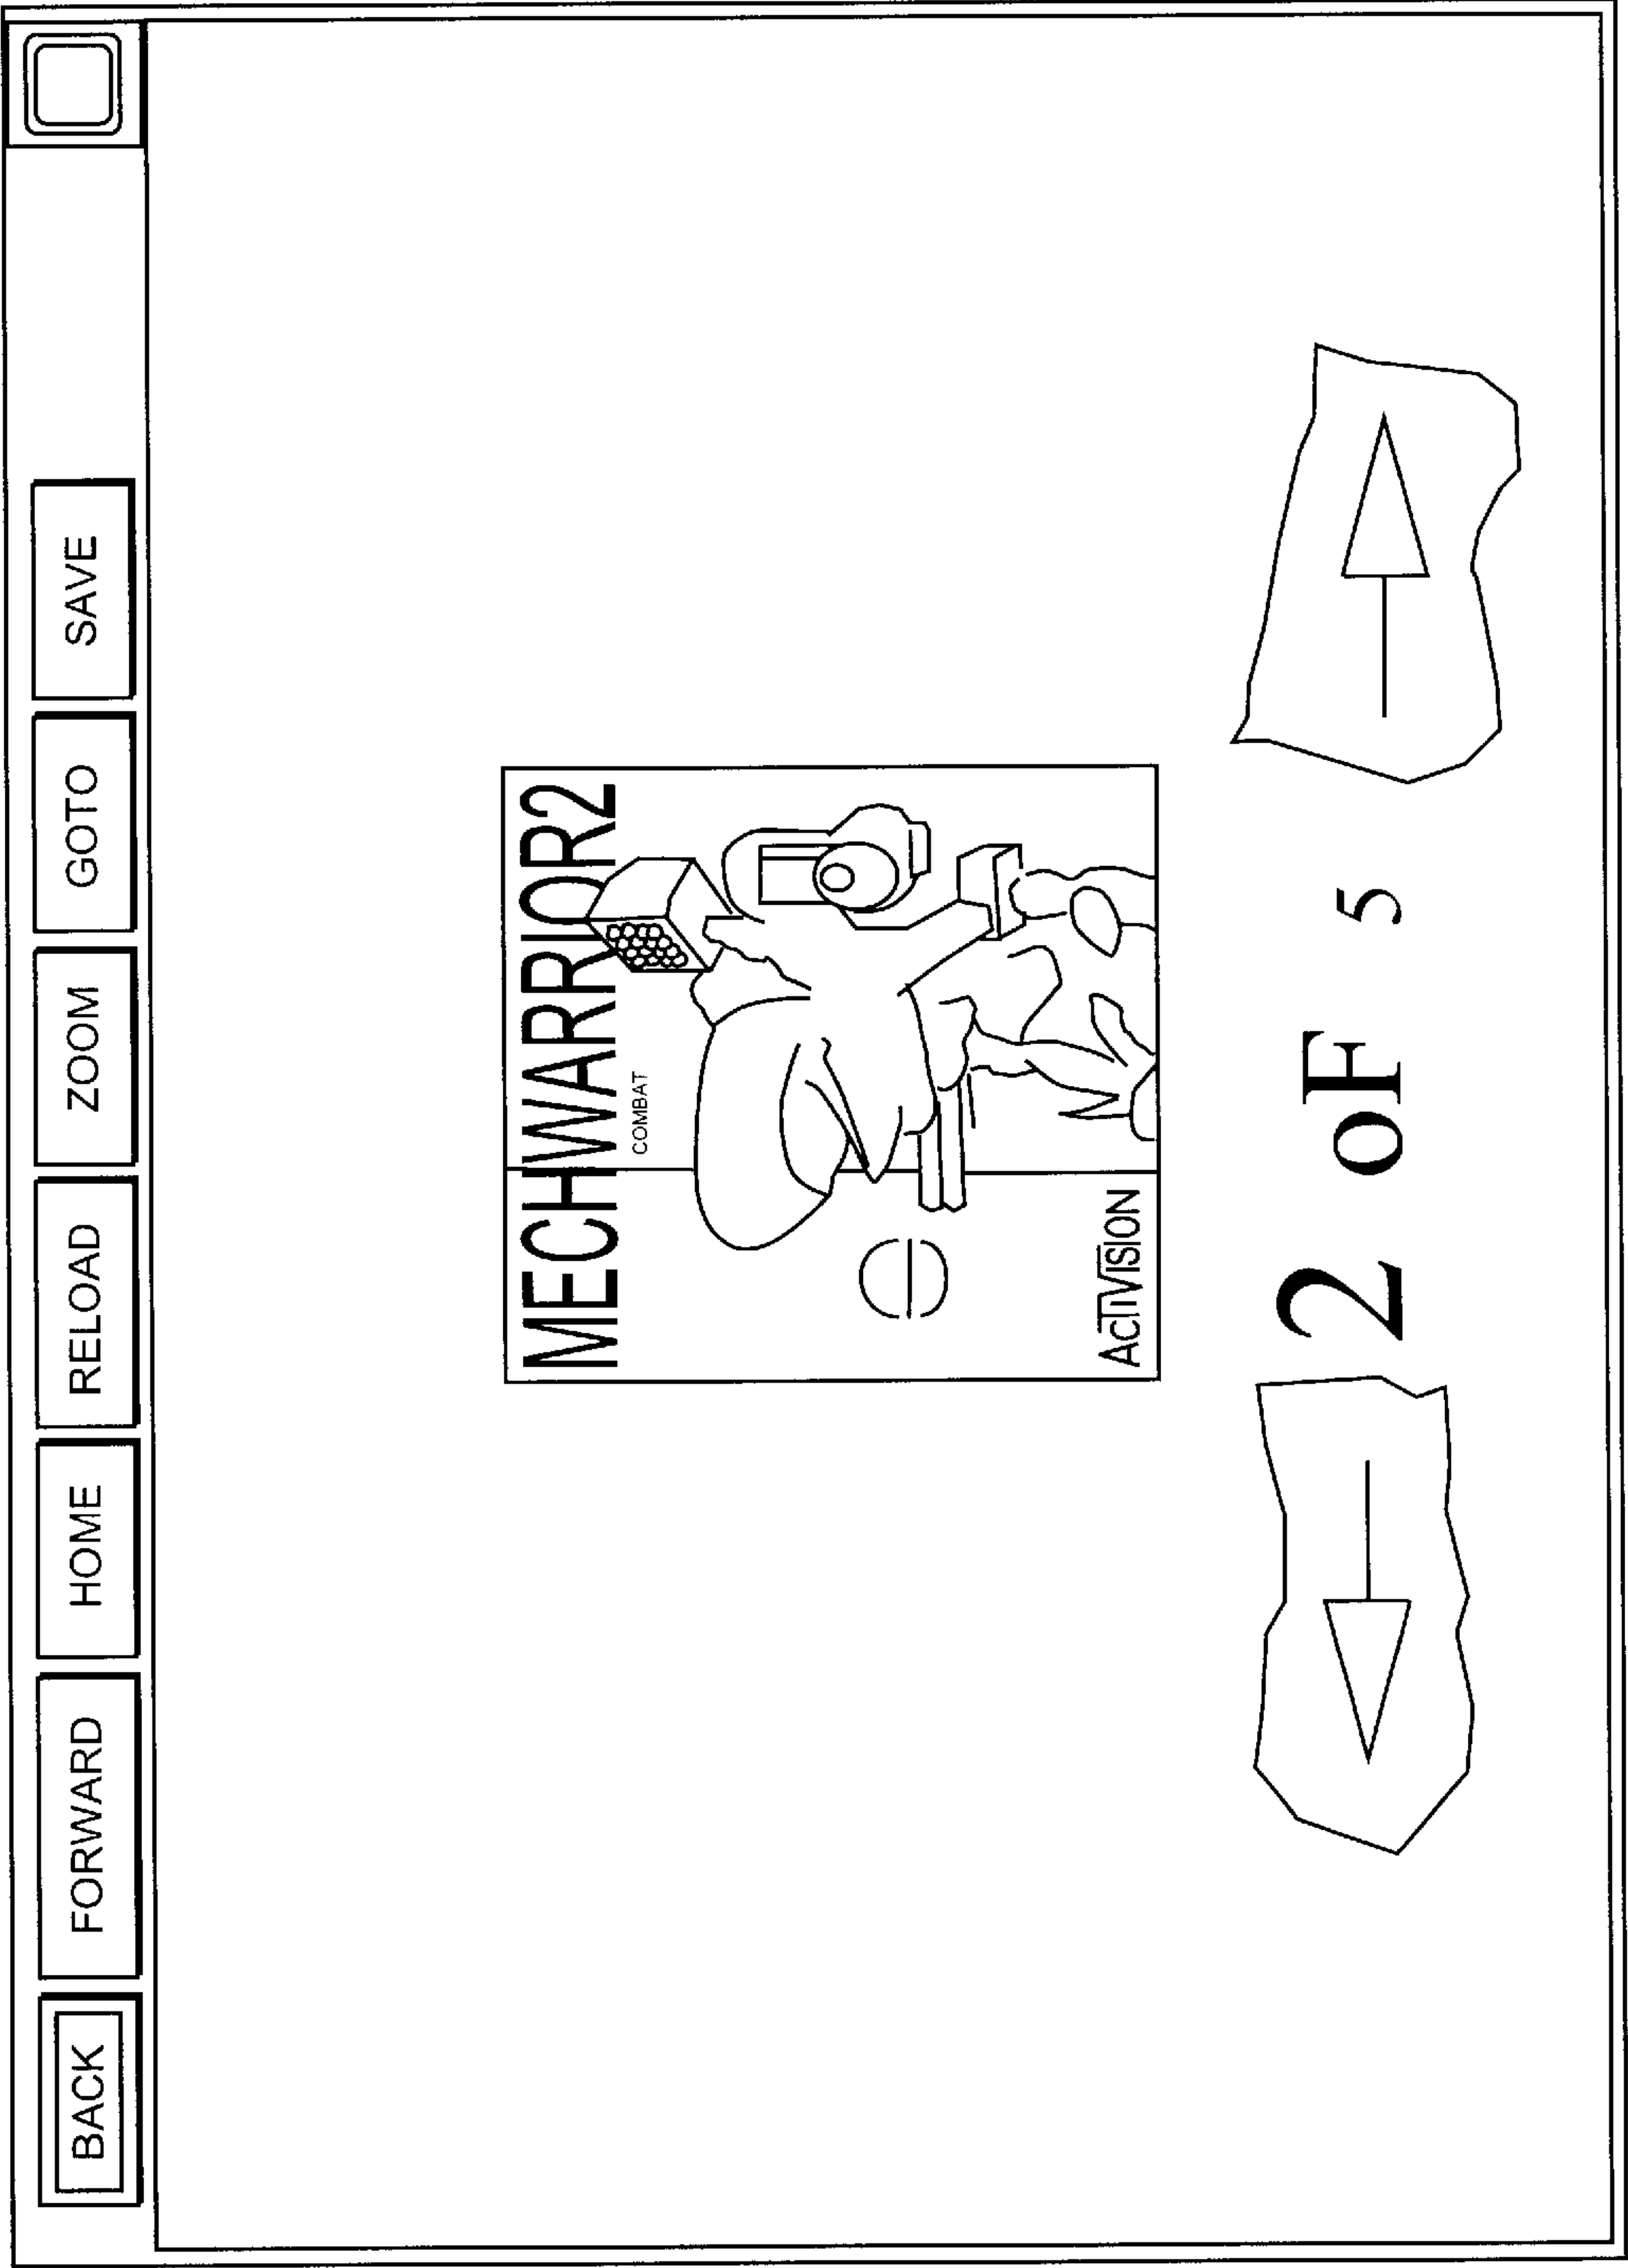 BACK FORWARD HOME RELOAD ZOOM GOTO SAVE
MECHWARRIOR2
COMBAT
ACTIVISION
2 oF 5